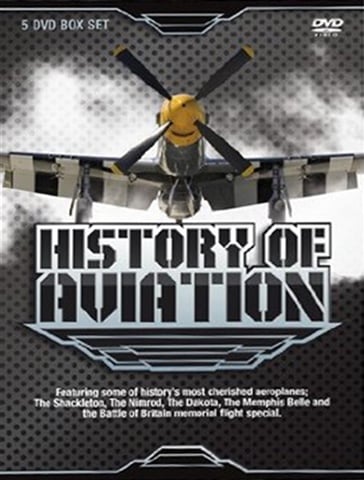 5 DVD BOX SET
DVD
VIDEO
HISTORY OF
AVIATION
Featuring some of history's most cherished aeroplanes;
The Shackleton, The Nimrod, The Dakota, The Memphis Belle and
the Battle of Britain memorial flight special.